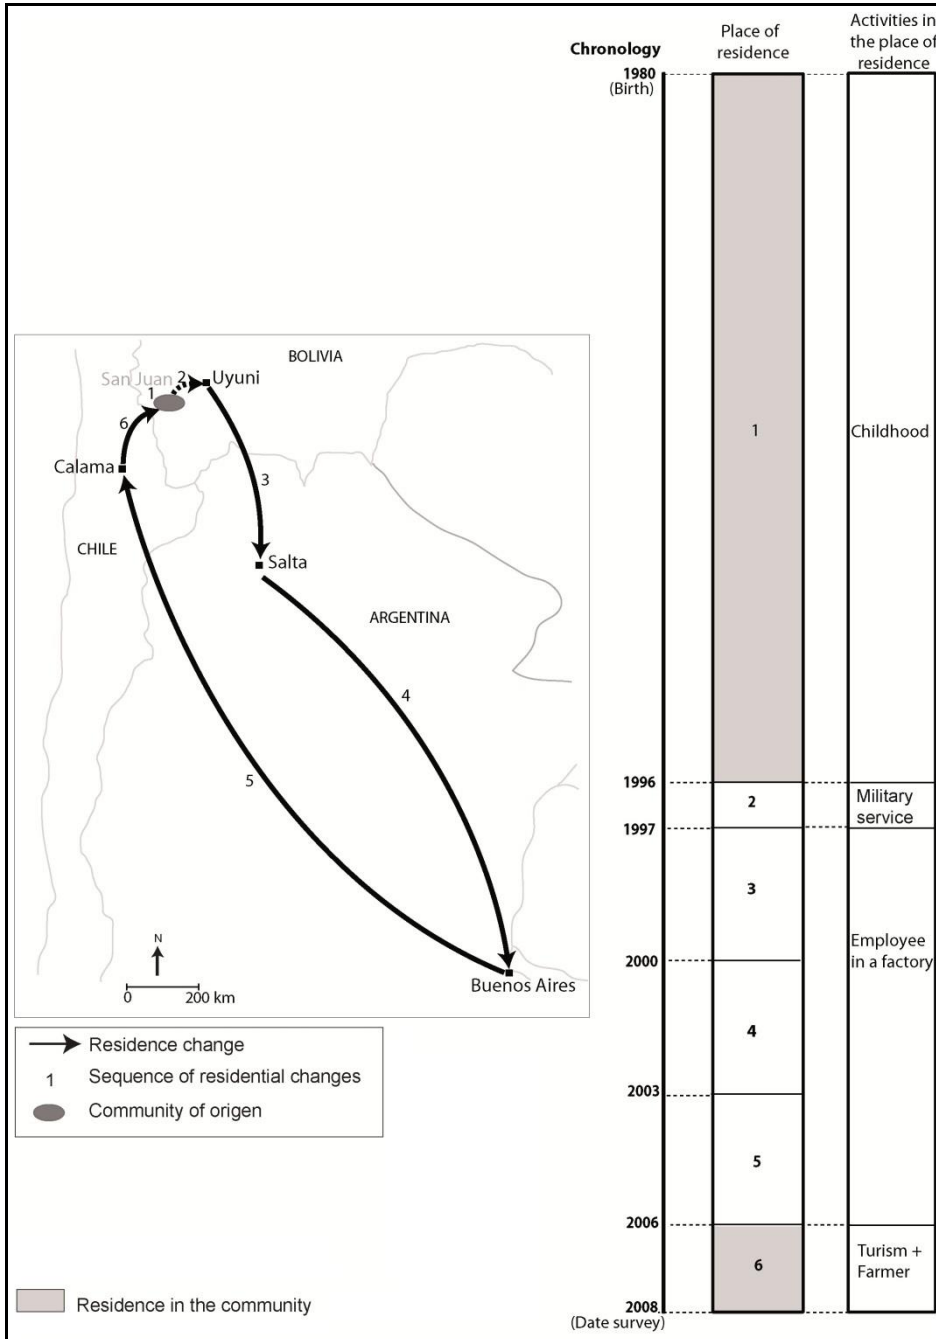 Chronology
Place of
residence
Activities in
the place of
residence
1980
(Birth)
BOLIVIA
San Juan
2
Uyuni
1
6
Calama
3
CHILE
Salta
ARGENTINA
4
5
N
0 200 km
Buenos Aires
Residence change
1 Sequence of residential changes
Community of origen
Residence in the community
1
Childhood
1996
2
Military
service
1997
3
Employee
in a factory
2000
4
2003
5
2006
6
Turism +
Farmer
2008
(Date survey)